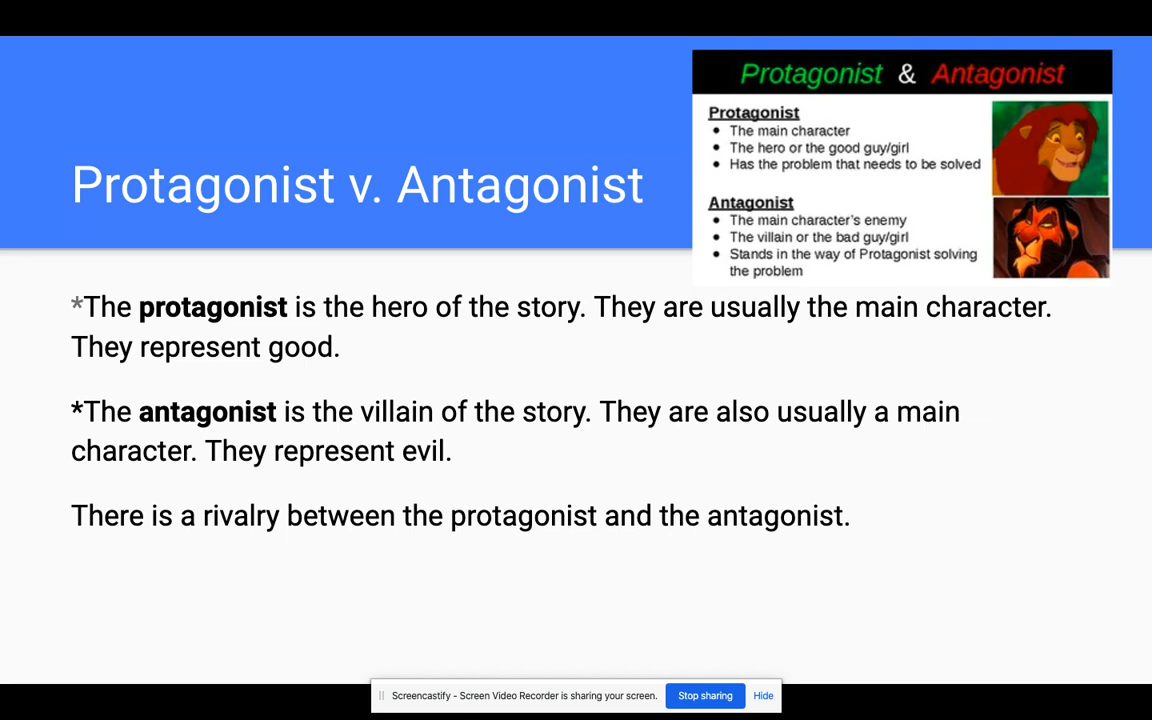 Protagonist & Antagonist
Protagonist
• The main character
• The hero or the good guy/girl
• Has the problem that needs to be solved
Antagonist
• The main character's enemy
• The villain or the bad guy/girl
• Stands in the way of Protagonist solving
the problem
Protagonist v. Antagonist
*The protagonist is the hero of the story. They are usually the main character.
They represent good.
*The antagonist is the villain of the story. They are also usually a main
character. They represent evil.
There is a rivalry between the protagonist and the antagonist.
Screencastify - Screen Video Recorder is sharing your screen.
Stop sharing
Hide